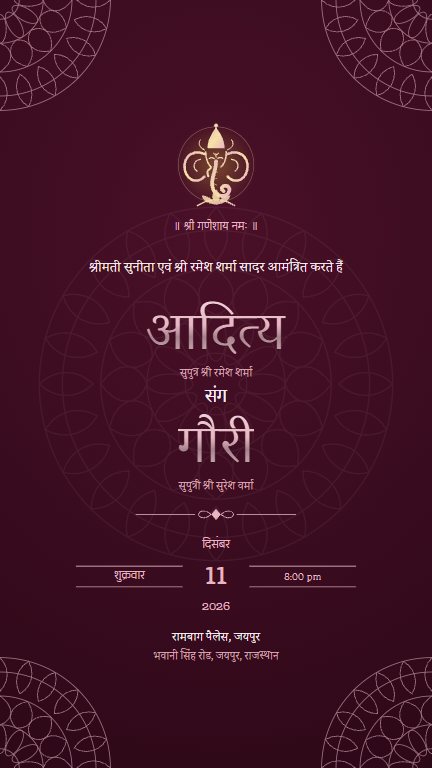 ॥ श्री गणेशाय नमः ॥
श्रीमती सुनीता एवं श्री रमेश शर्मा सादर आमंत्रित करते हैं
आदित्य
सुपुत्र श्री रमेश शर्मा
संग
गौरी
सुपुत्री श्री सुरेश वर्मा
दिसंबर
शुक्रवार 11 8:00 pm
2026
रामबाग पैलेस, जयपुर
भवानी सिंह रोड, जयपुर, राजस्थान